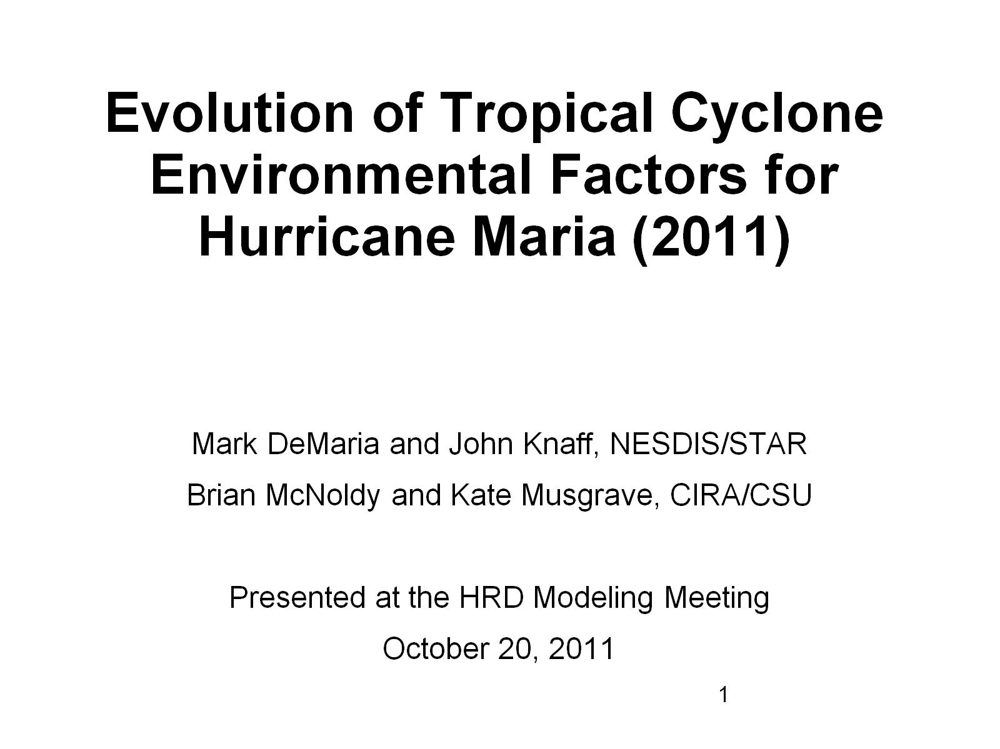 Evolution of Tropical Cyclone
Environmental Factors for
Hurricane Maria (2011)
Mark DeMaria and John Knaff, NESDIS/STAR
Brian McNoldy and Kate Musgrave, CIRA/CSU
Presented at the HRD Modeling Meeting
October 20, 2011
1